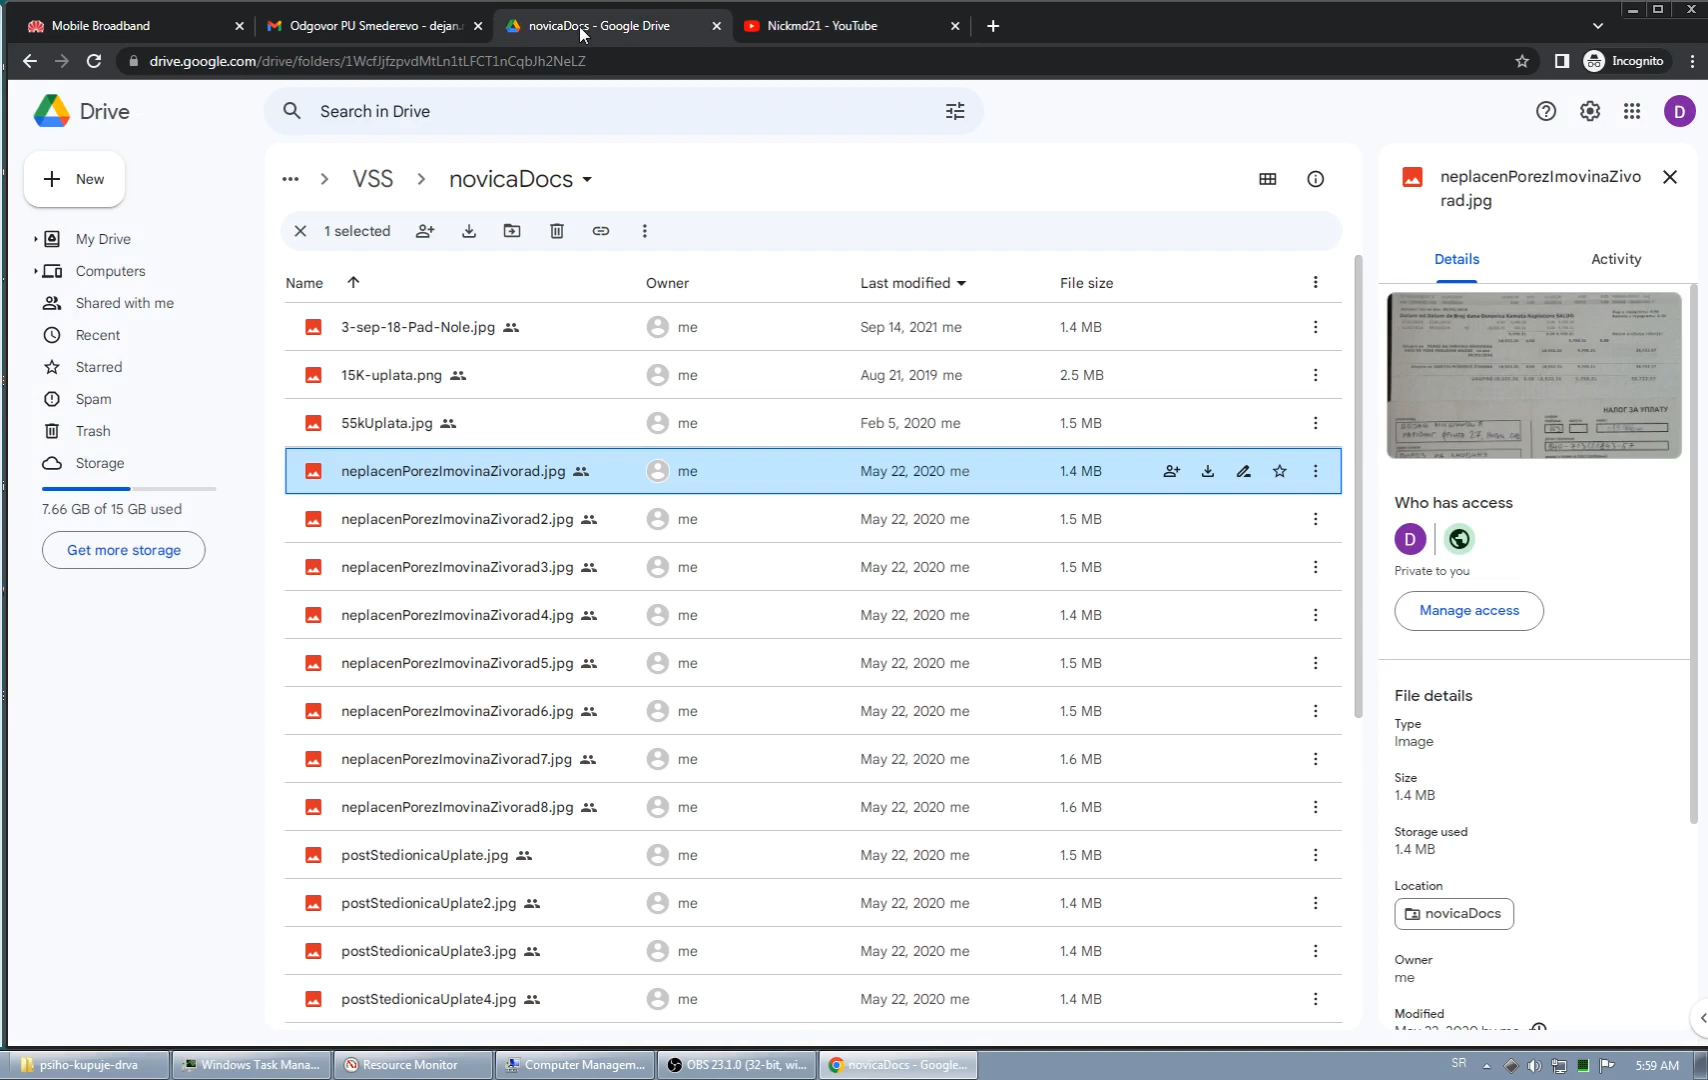 Mobile Broadband
Odgovor PU Smederevo - dejan.
novicaDocs - Google Drive
Nickmd21 - YouTube
drive.google.com/drive/folders/1WcfJjfzpvdMtLn1tLFCT1nCqbJh2NeLZ
Incognito
Drive
Search in Drive
D
New
My Drive
Computers
Shared with me
Recent
Starred
Spam
Trash
Storage
7.66 GB of 15 GB used
Get more storage
VSS
novicaDocs
1 selected
Name Owner Last modified File size
3-sep-18-Pad-Nole.jpg me Sep 14, 2021 me 1.4 MB
15K-uplata.png me Aug 21, 2019 me 2.5 MB
55kUplata.jpg me Feb 5, 2020 me 1.5 MB
neplacenPorezImovinaZivorad.jpg me May 22, 2020 me 1.4 MB
neplacenPorezImovinaZivorad2.jpg me May 22, 2020 me 1.5 MB
neplacenPorezImovinaZivorad3.jpg me May 22, 2020 me 1.5 MB
neplacenPorezImovinaZivorad4.jpg me May 22, 2020 me 1.4 MB
neplacenPorezImovinaZivorad5.jpg me May 22, 2020 me 1.5 MB
neplacenPorezImovinaZivorad6.jpg me May 22, 2020 me 1.5 MB
neplacenPorezImovinaZivorad7.jpg me May 22, 2020 me 1.6 MB
neplacenPorezImovinaZivorad8.jpg me May 22, 2020 me 1.6 MB
postStedionicaUplate.jpg me May 22, 2020 me 1.5 MB
postStedionicaUplate2.jpg me May 22, 2020 me 1.4 MB
postStedionicaUplate3.jpg me May 22, 2020 me 1.4 MB
postStedionicaUplate4.jpg me May 22, 2020 me 1.4 MB
neplacenPorezImovinaZivo
rad.jpg
Details Activity
НАЛОГ ЗА УПЛАТУ
Who has access
D
Private to you
Manage access
File details
Type
Image
Size
1.4 MB
Storage used
1.4 MB
Location
novicaDocs
Owner
me
Modified
May 22, 2020 by me
psiho-kupuje-drva
Windows Task Mana...
Resource Monitor
Computer Managem...
OBS 23.1.0 (32-bit, wi...
novicaDocs - Google...
SR
5:59 AM